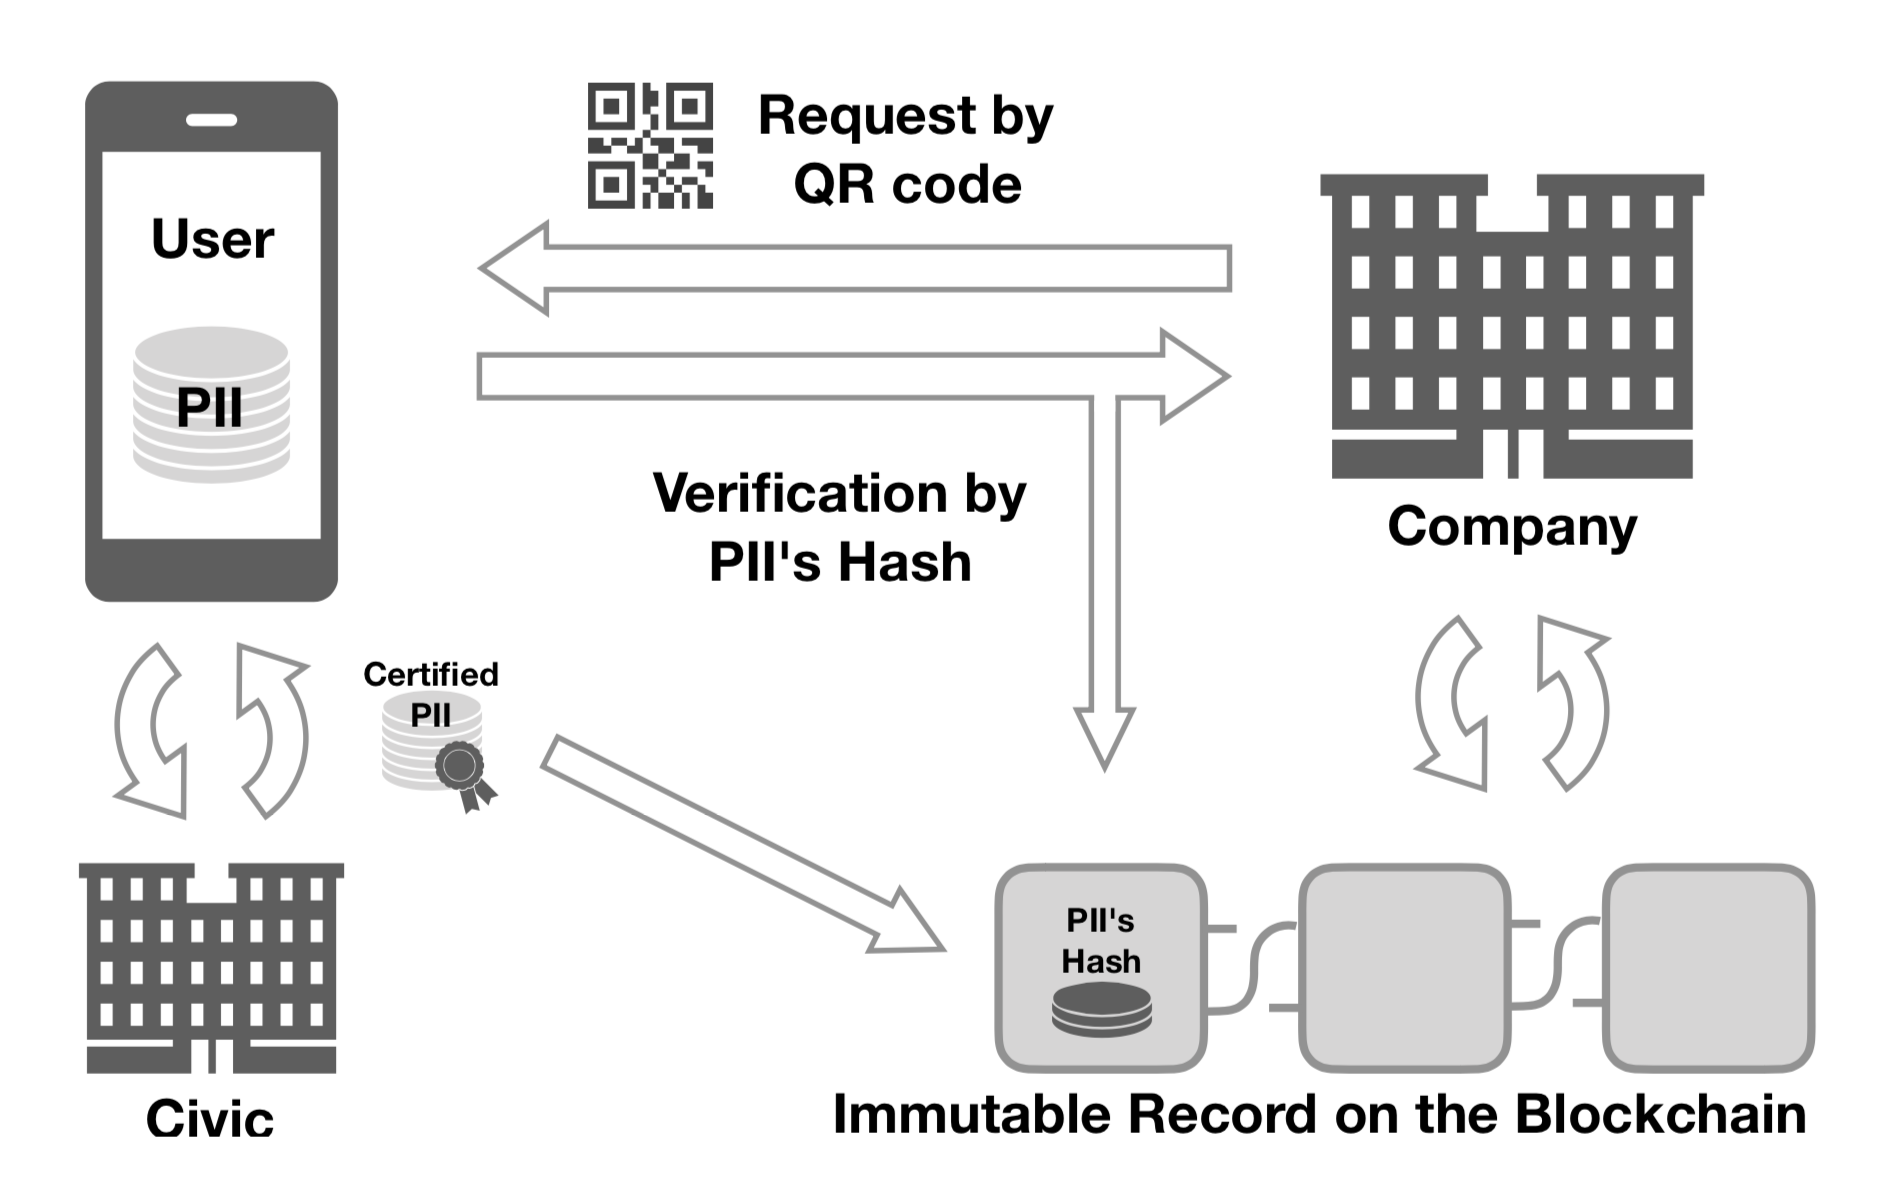 Request by
QR code
User
PII
Verification by
PII's Hash
Company
Certified
PII
PII's
Hash
Civic
Immutable Record on the Blockchain